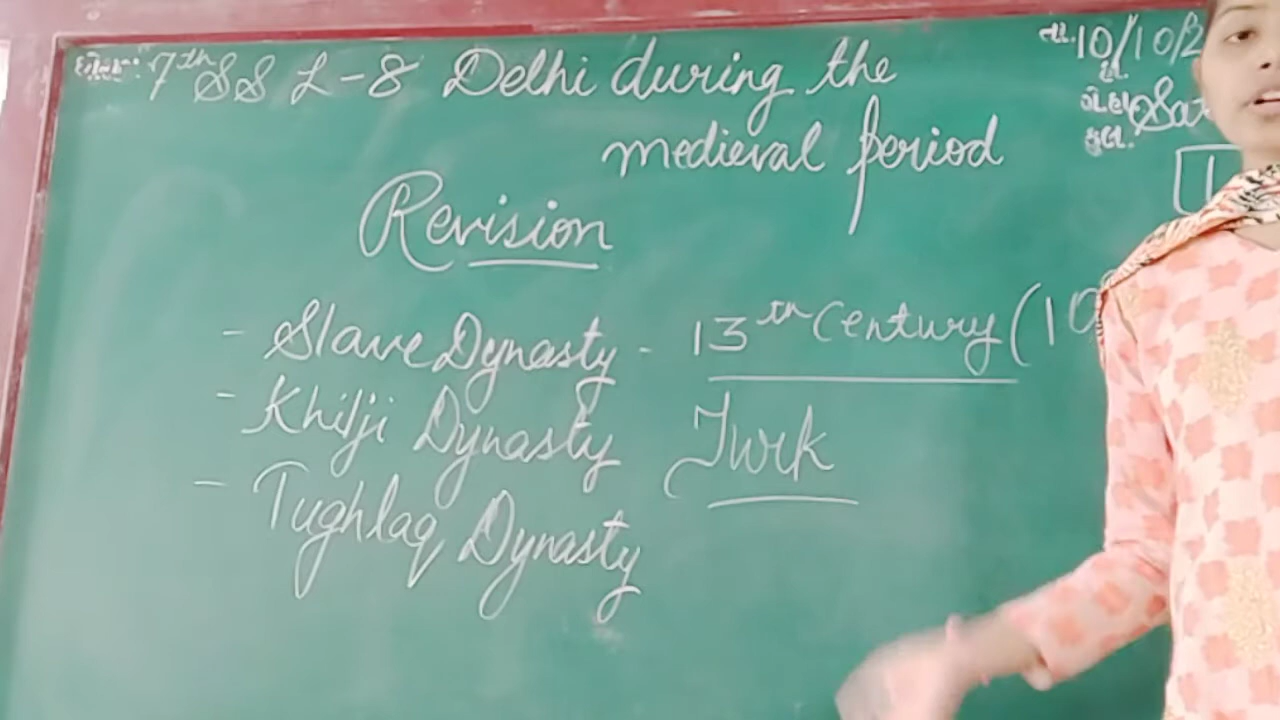 7th SS L-8 Delhi during the
medieval period
તા. 10/10/2
Sat
Revision
- Slave Dynasty - 13th Century (10
- Khilji Dynasty Turk
- Tughlaq Dynasty